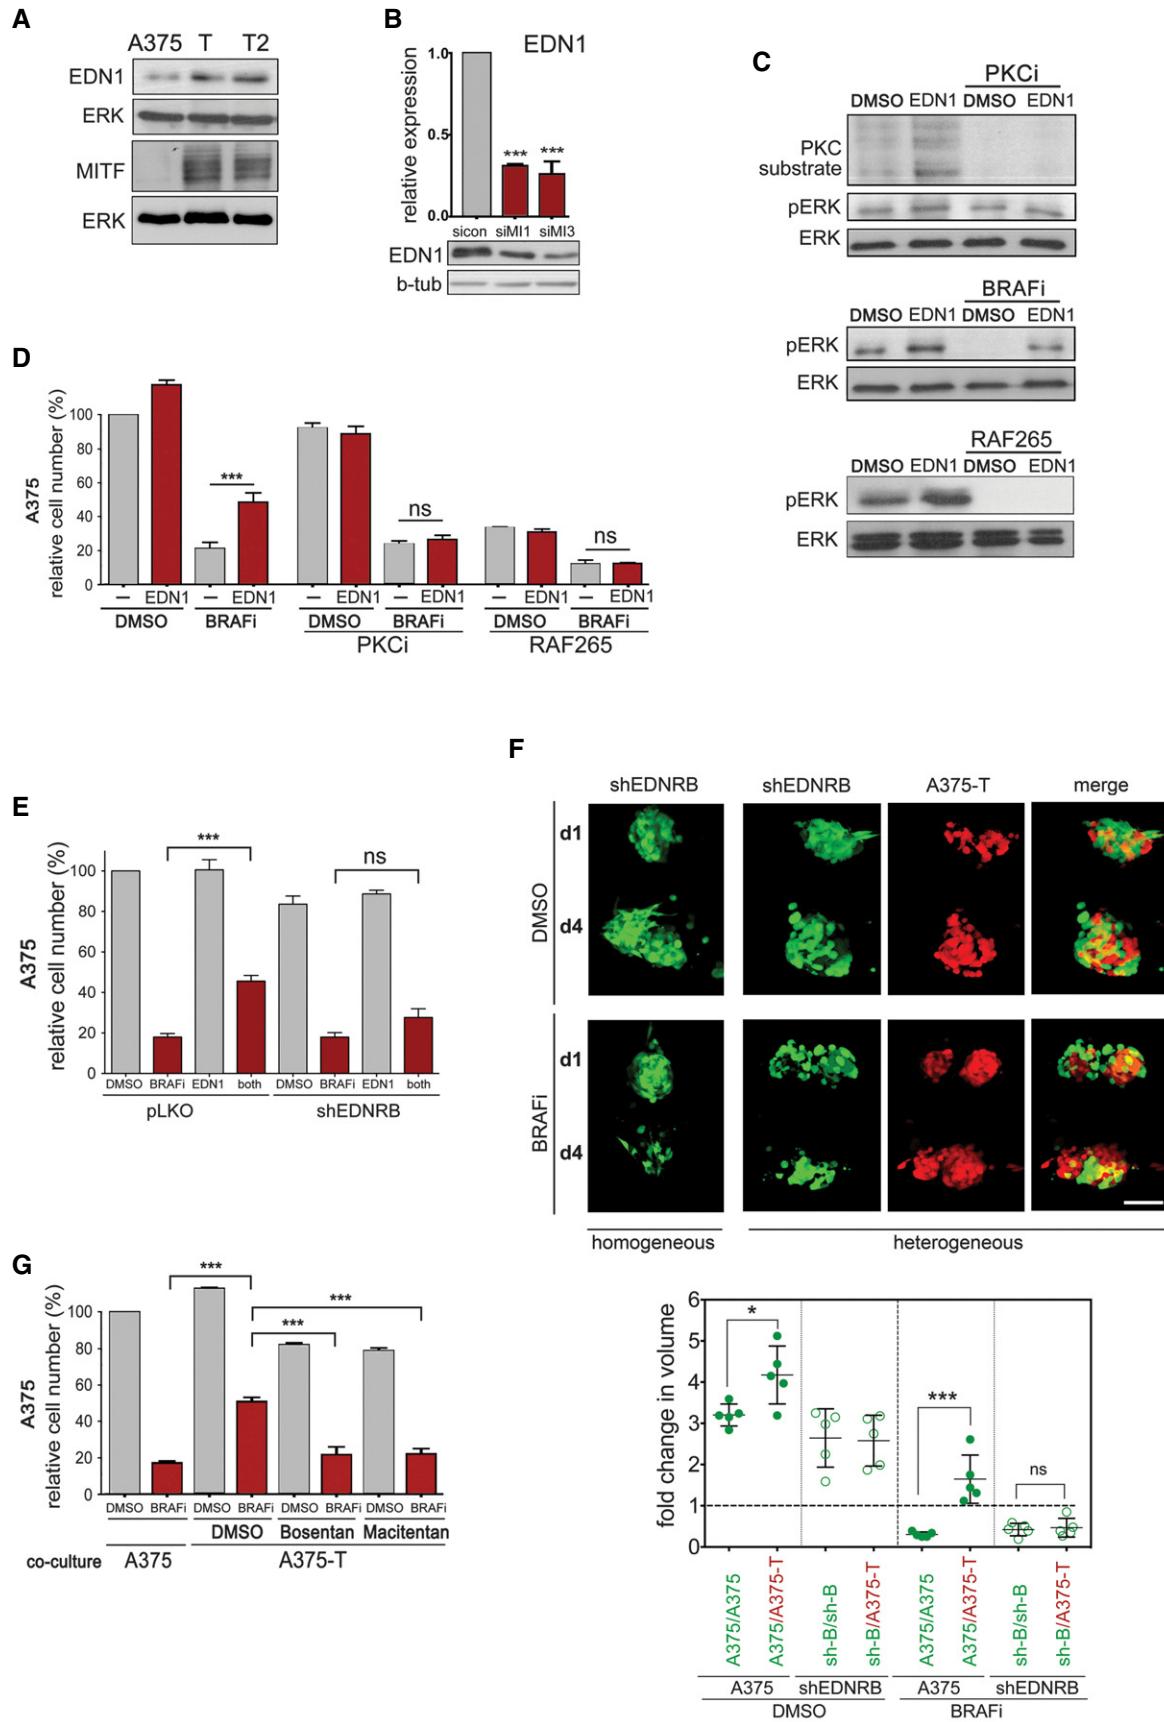 A
A375 T T2
EDN1
ERK
MITF
ERK
B
EDN1
relative expression
1.0
0.5
0.0
*** ***
sicon siMI1 siMI3
EDN1
b-tub
C
PKCi
DMSO EDN1 DMSO EDN1
PKC
substrate
pERK
ERK
BRAFi
DMSO EDN1 DMSO EDN1
pERK
ERK
RAF265
DMSO EDN1 DMSO EDN1
pERK
ERK
D
A375
relative cell number (%)
100
80
60
40
20
0
***
ns
ns
– EDN1 – EDN1 – EDN1 – EDN1 – EDN1 – EDN1
DMSO BRAFi DMSO BRAFi DMSO BRAFi
PKCi RAF265
E
A375
relative cell number (%)
100
80
60
40
20
0
***
ns
DMSO BRAFi EDN1 both DMSO BRAFi EDN1 both
pLKO shEDNRB
F
shEDNRB shEDNRB A375-T merge
DMSO
d1
d4
BRAFi
d1
d4
homogeneous heterogeneous
fold change in volume
6
5
4
3
2
1
0
*
***
ns
A375/A375
A375/A375-T
sh-B/sh-B
sh-B/A375-T
A375/A375
A375/A375-T
sh-B/sh-B
sh-B/A375-T
A375 shEDNRB A375 shEDNRB
DMSO BRAFi
G
A375
relative cell number (%)
100
80
60
40
20
0
***
***
***
DMSO BRAFi DMSO BRAFi DMSO BRAFi DMSO BRAFi
DMSO Bosentan Macitentan
co-culture A375 A375-T